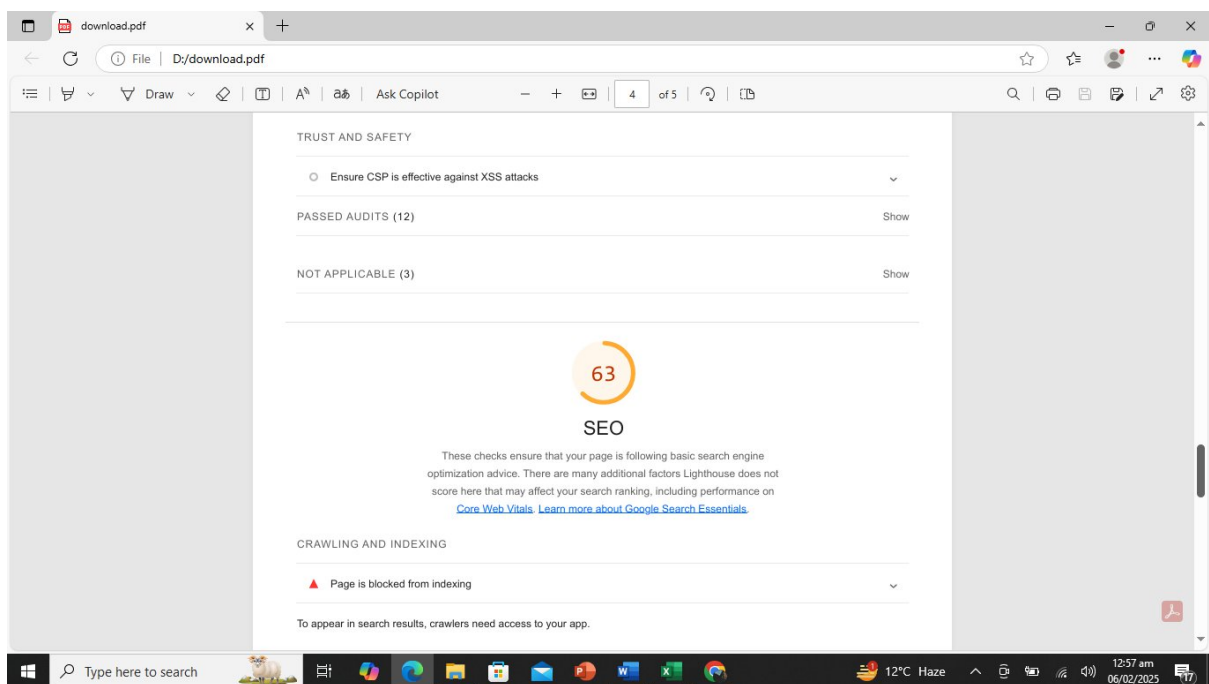 download.pdf
File | D:/download.pdf
Draw
aあ
Ask Copilot
4 of 5
TRUST AND SAFETY
Ensure CSP is effective against XSS attacks
PASSED AUDITS (12) Show
NOT APPLICABLE (3) Show
63
SEO
These checks ensure that your page is following basic search engine
optimization advice. There are many additional factors Lighthouse does not
score here that may affect your search ranking, including performance on
Core Web Vitals. Learn more about Google Search Essentials.
CRAWLING AND INDEXING
Page is blocked from indexing
To appear in search results, crawlers need access to your app.
Type here to search
12°C Haze
12:57 am
06/02/2025
17